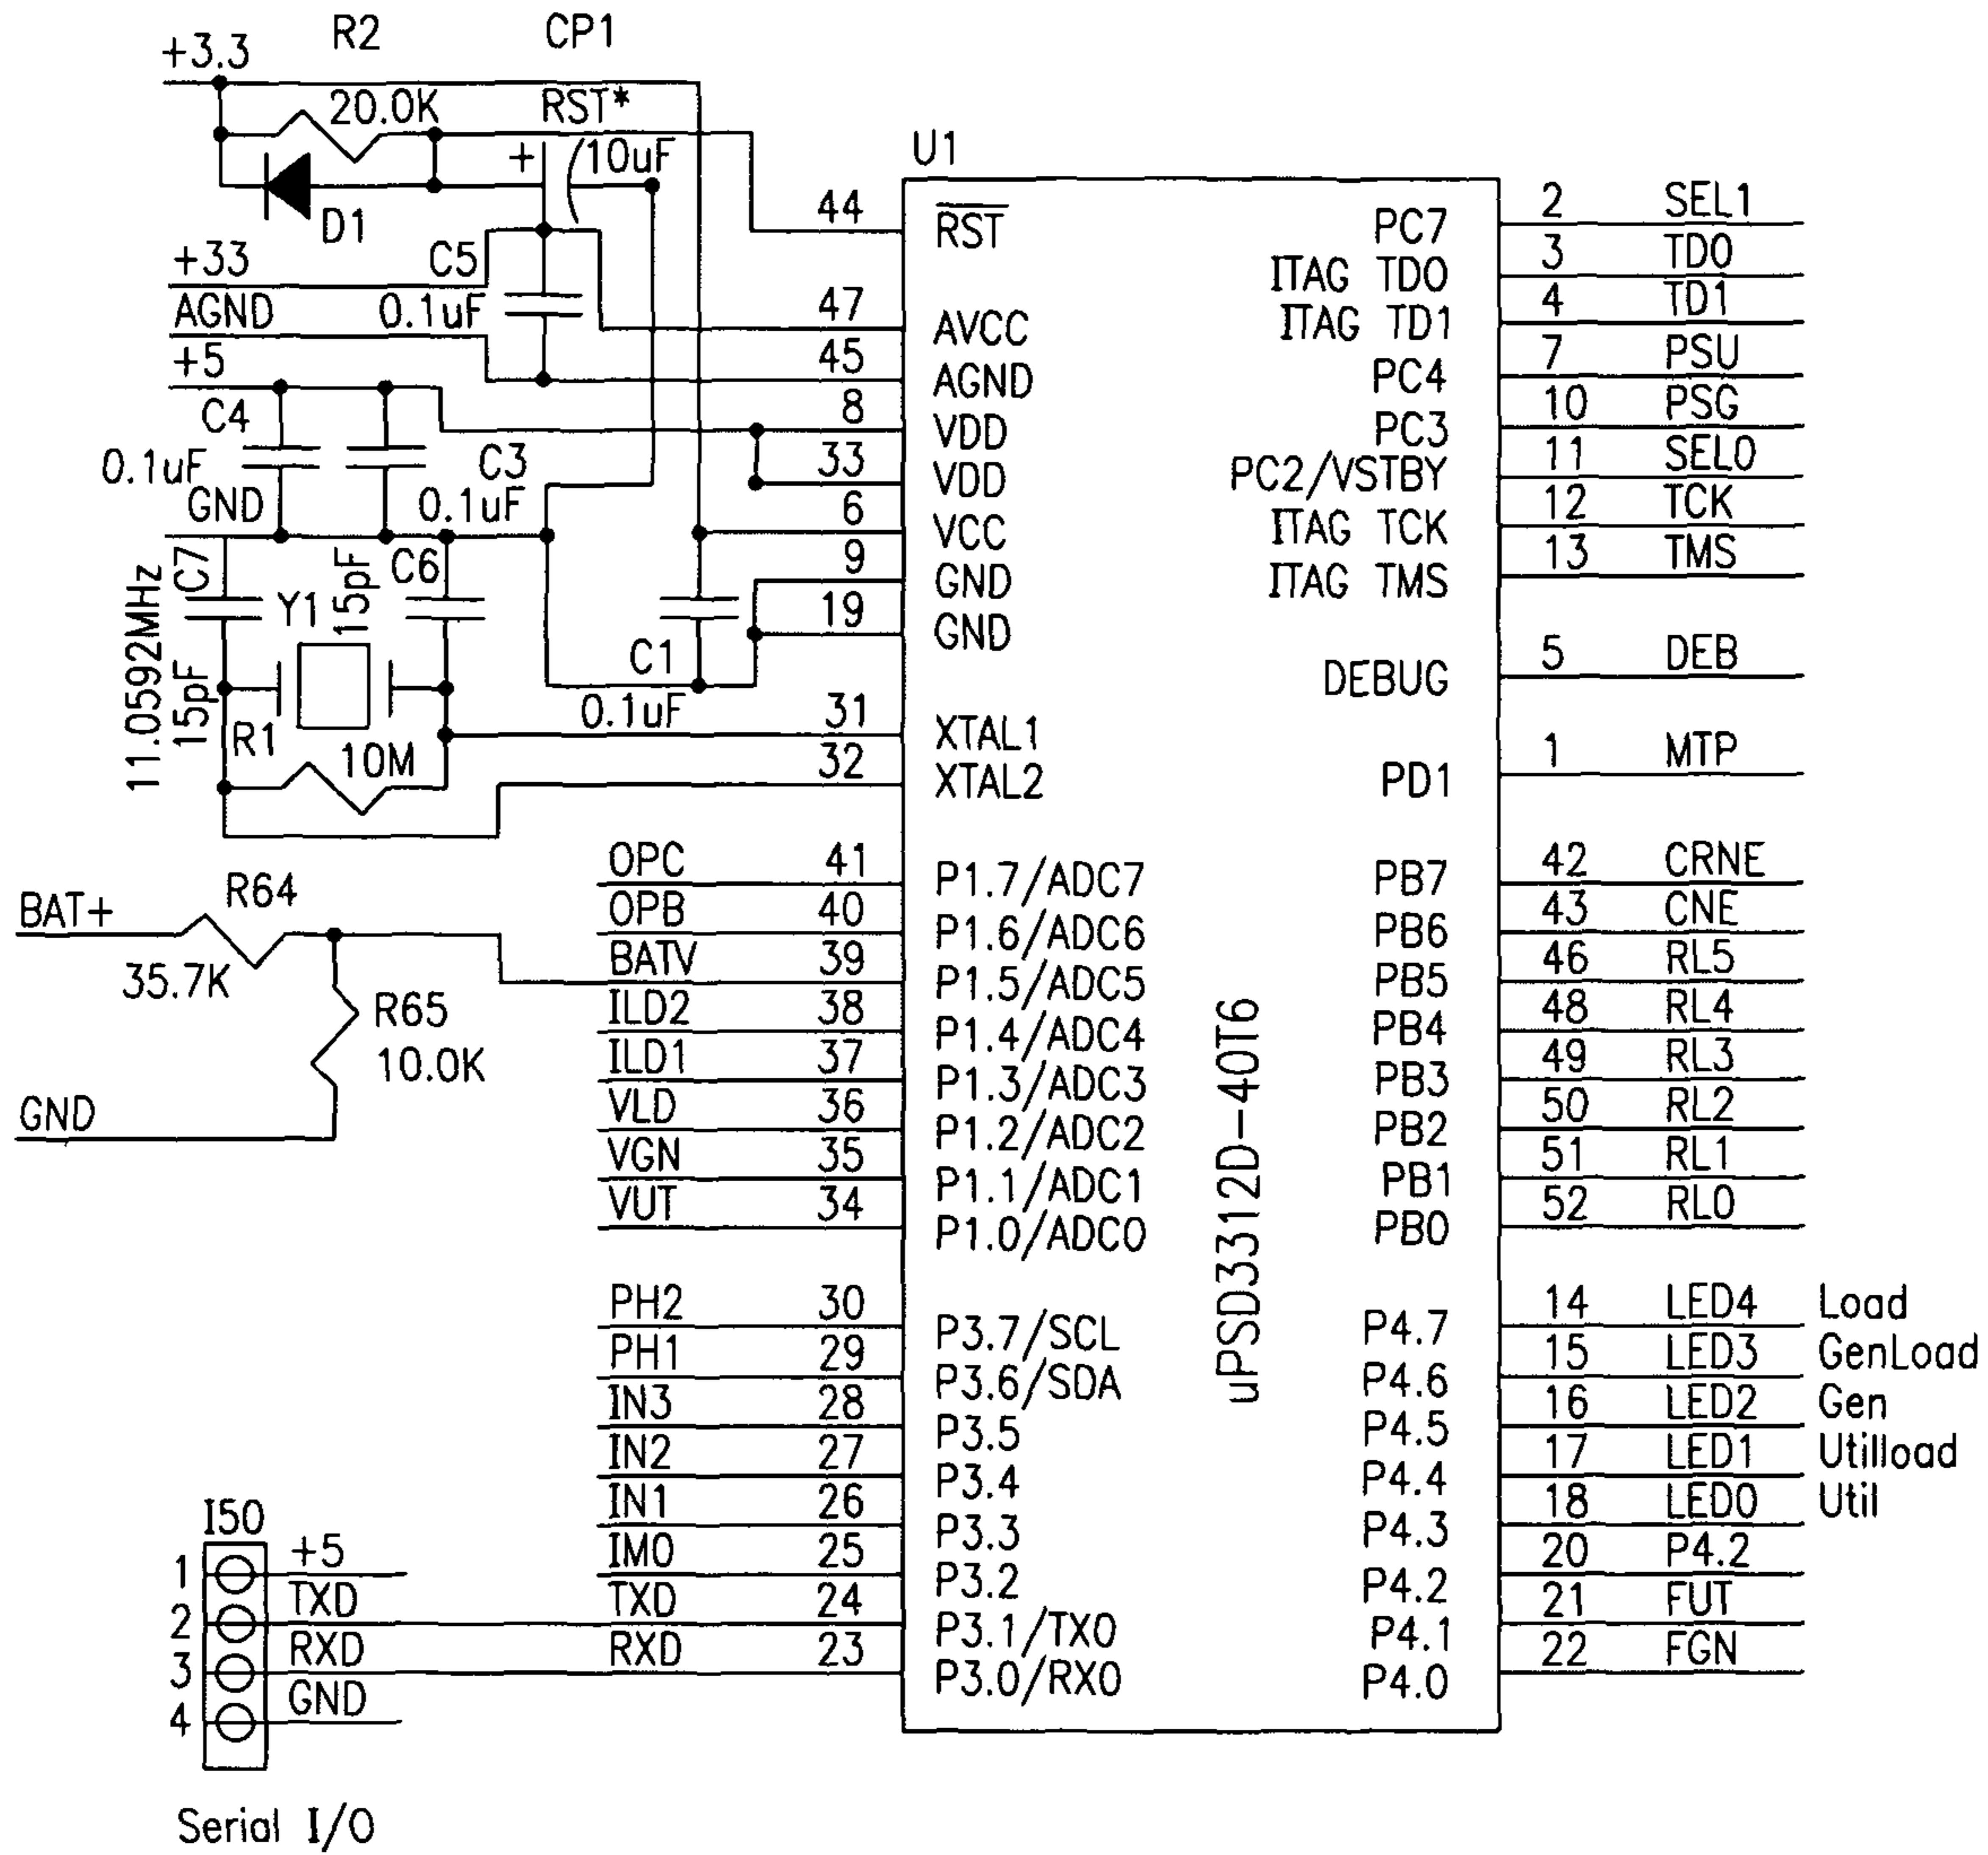 R2 CP1
+3.3
20.0K RST*
+ 10uF
D1
+33 C5
AGND 0.1uF
+5
C4
0.1uF C3
GND 0.1uF
C7 15pF C6
11.0592MHz
15pF
Y1
C1
0.1uF
R1
10M
BAT+ R64
35.7K
R65
10.0K
GND
U1
uPSD3312D-40T6
44 RST
47 AVCC
45 AGND
8 VDD
33 VDD
6 VCC
9 GND
19 GND
31 XTAL1
32 XTAL2
OPC 41 P1.7/ADC7
OPB 40 P1.6/ADC6
BATV 39 P1.5/ADC5
ILD2 38 P1.4/ADC4
ILD1 37 P1.3/ADC3
VLD 36 P1.2/ADC2
VGN 35 P1.1/ADC1
VUT 34 P1.0/ADC0
PH2 30 P3.7/SCL
PH1 29 P3.6/SDA
IN3 28 P3.5
IN2 27 P3.4
IN1 26 P3.3
IM0 25 P3.2
TXD 24 P3.1/TX0
RXD 23 P3.0/RX0
PC7 2 SEL1
ITAG TDO 3 TDO
ITAG TD1 4 TD1
PC4 7 PSU
PC3 10 PSG
PC2/VSTBY 11 SEL0
ITAG TCK 12 TCK
ITAG TMS 13 TMS
DEBUG 5 DEB
PD1 1 MTP
PB7 42 CRNE
PB6 43 CNE
PB5 46 RL5
PB4 48 RL4
PB3 49 RL3
PB2 50 RL2
PB1 51 RL1
PB0 52 RL0
P4.7 14 LED4 Load
P4.6 15 LED3 GenLoad
P4.5 16 LED2 Gen
P4.4 17 LED1 Utilload
P4.3 18 LED0 Util
P4.2 20 P4.2
P4.1 21 FUT
P4.0 22 FGN
I50
1 +5
2 TXD
3 RXD
4 GND
Serial I/O